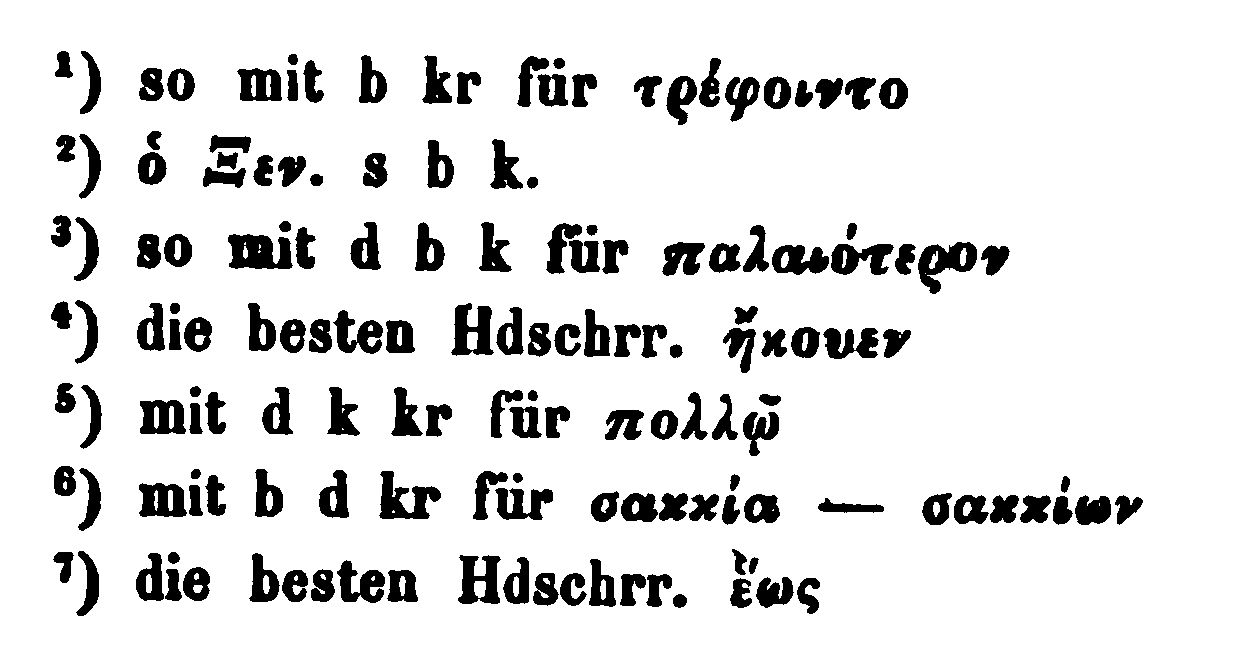 ¹) so mit b kr für τρέφοιντο
²) ὁ Ξεν. s b k.
³) so mit d b k für παλαιότερον
⁴) die besten Hdschrr. ἤκουεν
⁵) mit d k kr für πολλῷ
⁶) mit b d kr für σακκία — σακκίων
⁷) die besten Hdschrr. ἕως